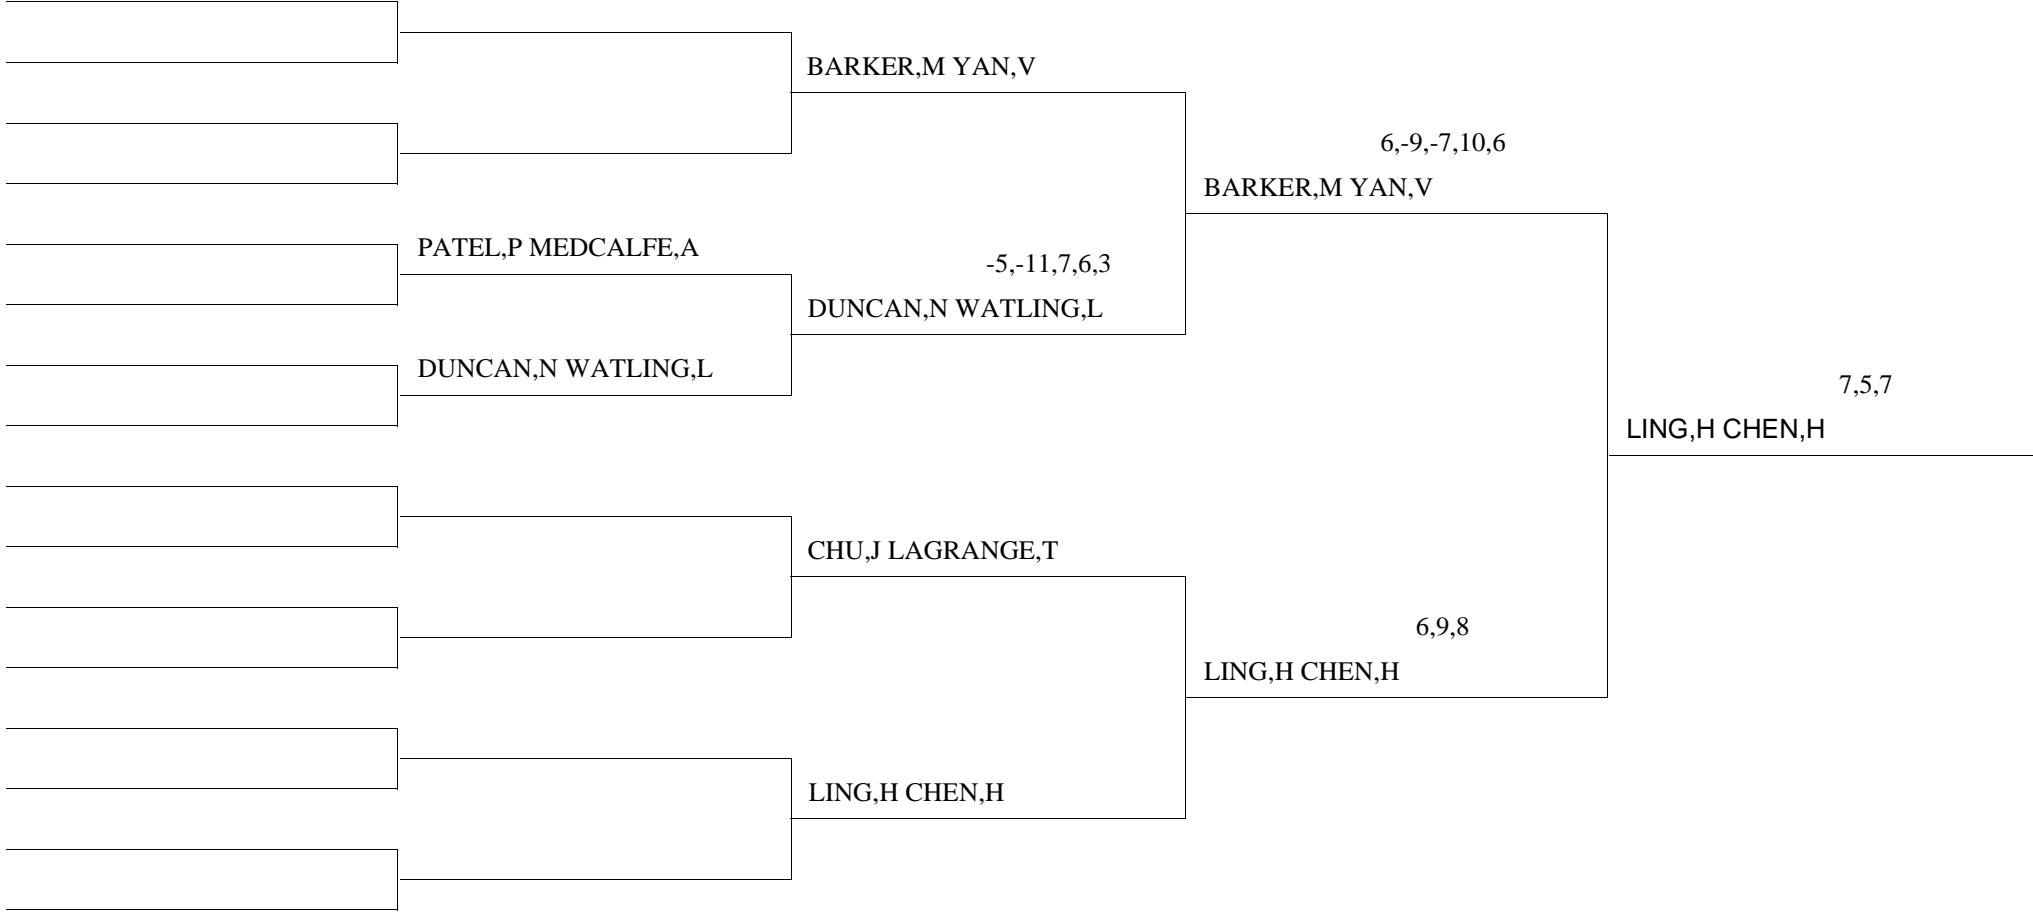 BARKER,M YAN,V
6,-9,-7,10,6
BARKER,M YAN,V
PATEL,P MEDCALFE,A
-5,-11,7,6,3
DUNCAN,N WATLING,L
DUNCAN,N WATLING,L
7,5,7
LING,H CHEN,H
CHU,J LAGRANGE,T
6,9,8
LING,H CHEN,H
LING,H CHEN,H